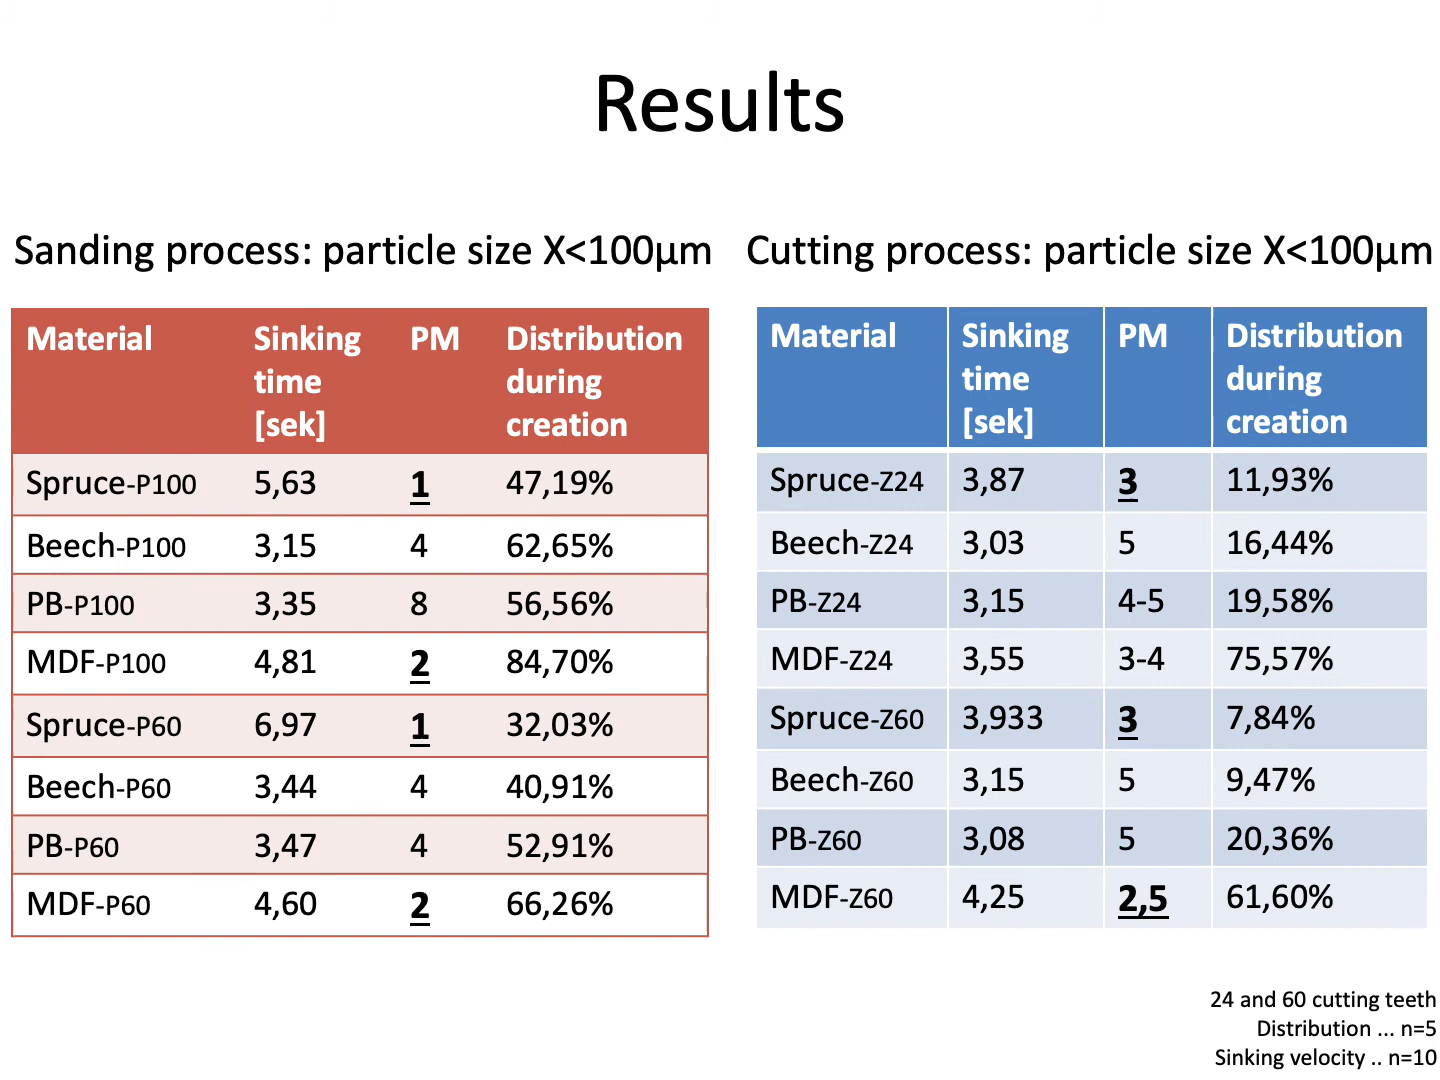 Results
Sanding process: particle size X<100µm
Material Sinking time [sek] PM Distribution during creation
Spruce-P100 5,63 1 47,19%
Beech-P100 3,15 4 62,65%
PB-P100 3,35 8 56,56%
MDF-P100 4,81 2 84,70%
Spruce-P60 6,97 1 32,03%
Beech-P60 3,44 4 40,91%
PB-P60 3,47 4 52,91%
MDF-P60 4,60 2 66,26%
Cutting process: particle size X<100µm
Material Sinking time [sek] PM Distribution during creation
Spruce-Z24 3,87 3 11,93%
Beech-Z24 3,03 5 16,44%
PB-Z24 3,15 4-5 19,58%
MDF-Z24 3,55 3-4 75,57%
Spruce-Z60 3,933 3 7,84%
Beech-Z60 3,15 5 9,47%
PB-Z60 3,08 5 20,36%
MDF-Z60 4,25 2,5 61,60%
24 and 60 cutting teeth
Distribution ... n=5
Sinking velocity .. n=10